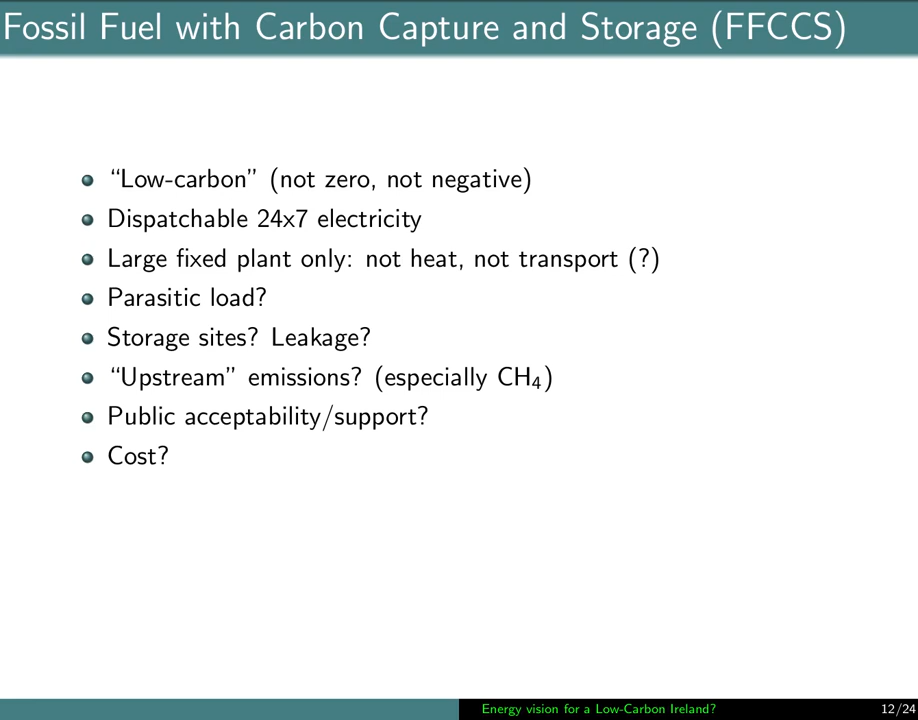 Fossil Fuel with Carbon Capture and Storage (FFCCS)
“Low-carbon” (not zero, not negative)
Dispatchable 24x7 electricity
Large fixed plant only: not heat, not transport (?)
Parasitic load?
Storage sites? Leakage?
“Upstream” emissions? (especially CH₄)
Public acceptability/support?
Cost?
Energy vision for a Low-Carbon Ireland? 12/24